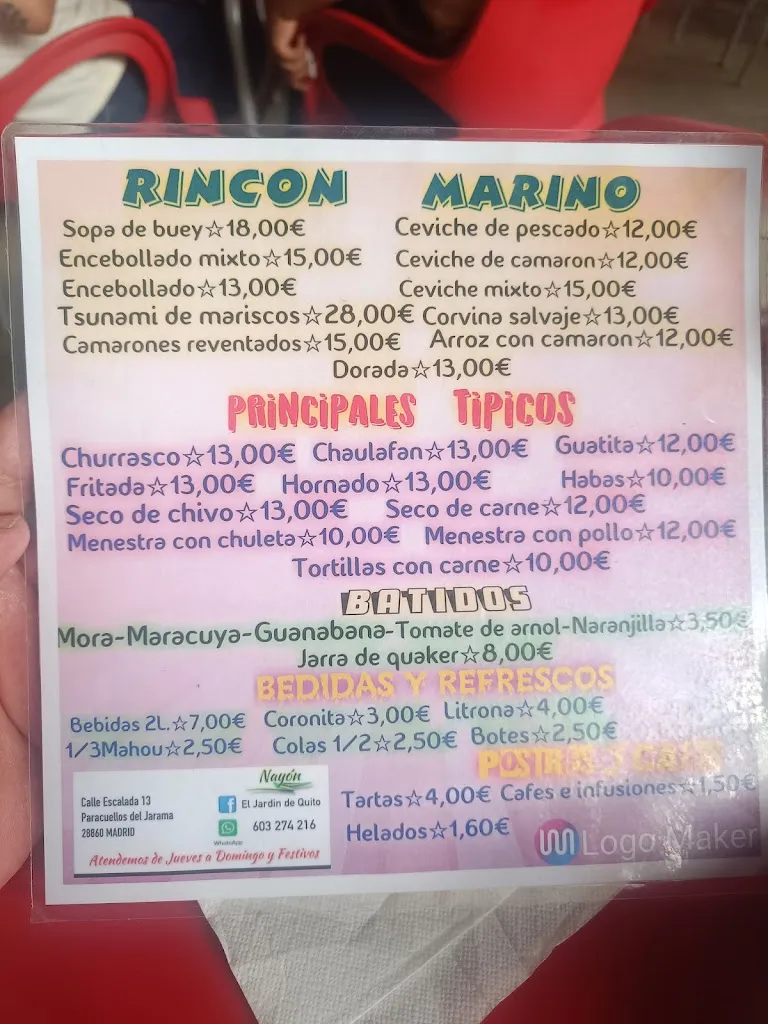 RINCON MARINO
Sopa de buey☆18,00€ Ceviche de pescado☆12,00€
Encebollado mixto☆15,00€ Ceviche de camaron☆12,00€
Encebollado☆13,00€ Ceviche mixto☆15,00€
Tsunami de mariscos☆28,00€ Corvina salvaje☆13,00€
Camarones reventados☆15,00€ Arroz con camaron☆12,00€
Dorada☆13,00€
PRINCIPALES TIPICOS
Churrasco☆13,00€ Chaulafan☆13,00€ Guatita☆12,00€
Fritada☆13,00€ Hornado☆13,00€ Habas☆10,00€
Seco de chivo☆13,00€ Seco de carne☆12,00€
Menestra con chuleta☆10,00€ Menestra con pollo☆12,00€
Tortillas con carne☆10,00€
BATIDOS
Mora-Maracuya-Guanabana-Tomate de arnol-Naranjilla☆3,50€
Jarra de quaker☆8,00€
BEDIDAS Y REFRESCOS
Bebidas 2L.☆7,00€ Coronita☆3,00€ Litrona☆4,00€
1/3Mahou☆2,50€ Colas 1/2☆2,50€ Botes☆2,50€
POSTRES Y
Tartas☆4,00€ Cafes e infusiones☆1,50€
Helados☆1,60€
Logo Maker
Nayón
Calle Escalada 13
Paracuellos del Jarama
28860 MADRID
El Jardin de Quito
603 274 216
WhatsApp
Atendemos de Jueves a Domingo y Festivos